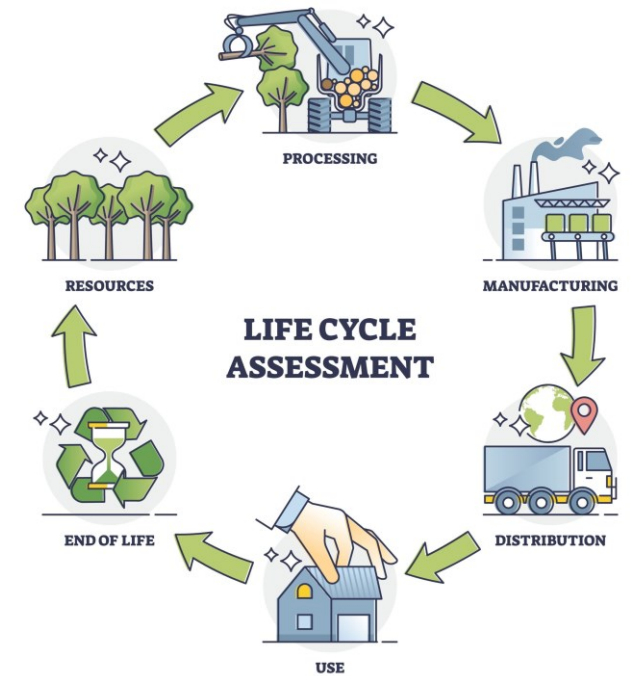 PROCESSING
RESOURCES
MANUFACTURING
LIFE CYCLE
ASSESSMENT
END OF LIFE
DISTRIBUTION
USE